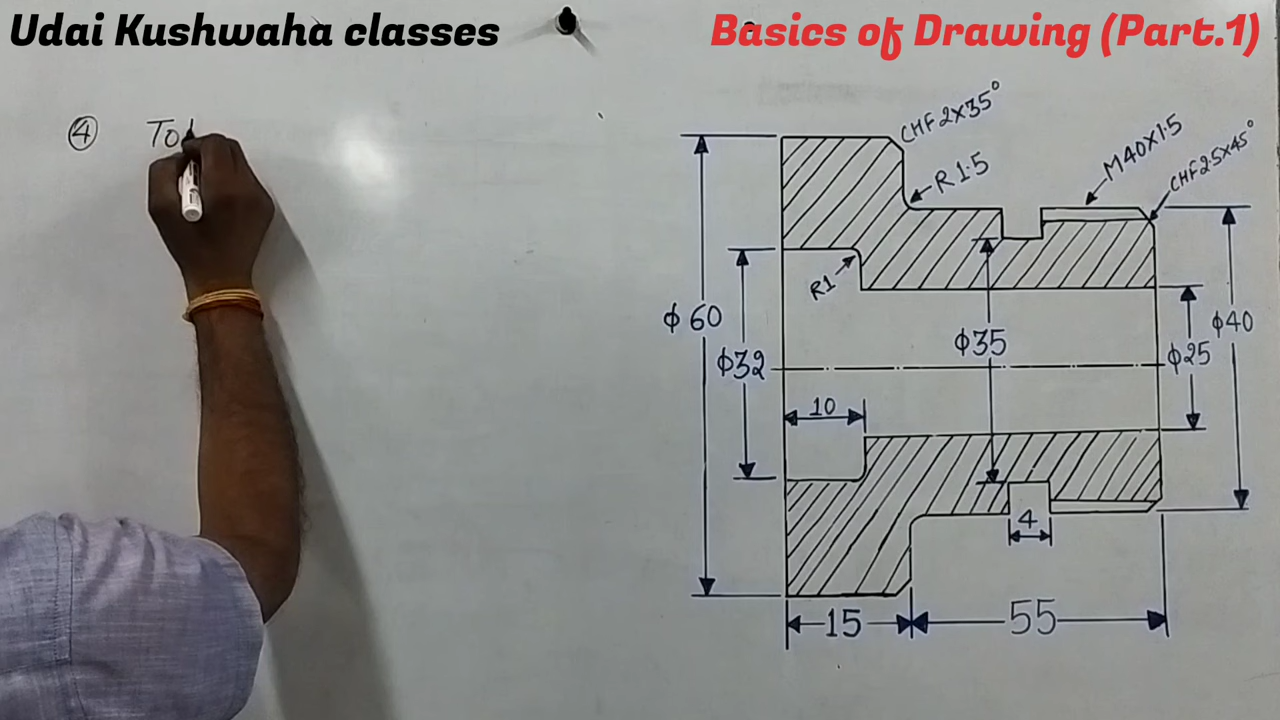 Udai Kushwaha classes
Basics of Drawing (Part.1)
④ To
CHF 2X35°
R1.5
M40X1.5
CHF 2.5X45°
R1
ϕ60
ϕ32
ϕ35
ϕ25
ϕ40
10
4
15
55